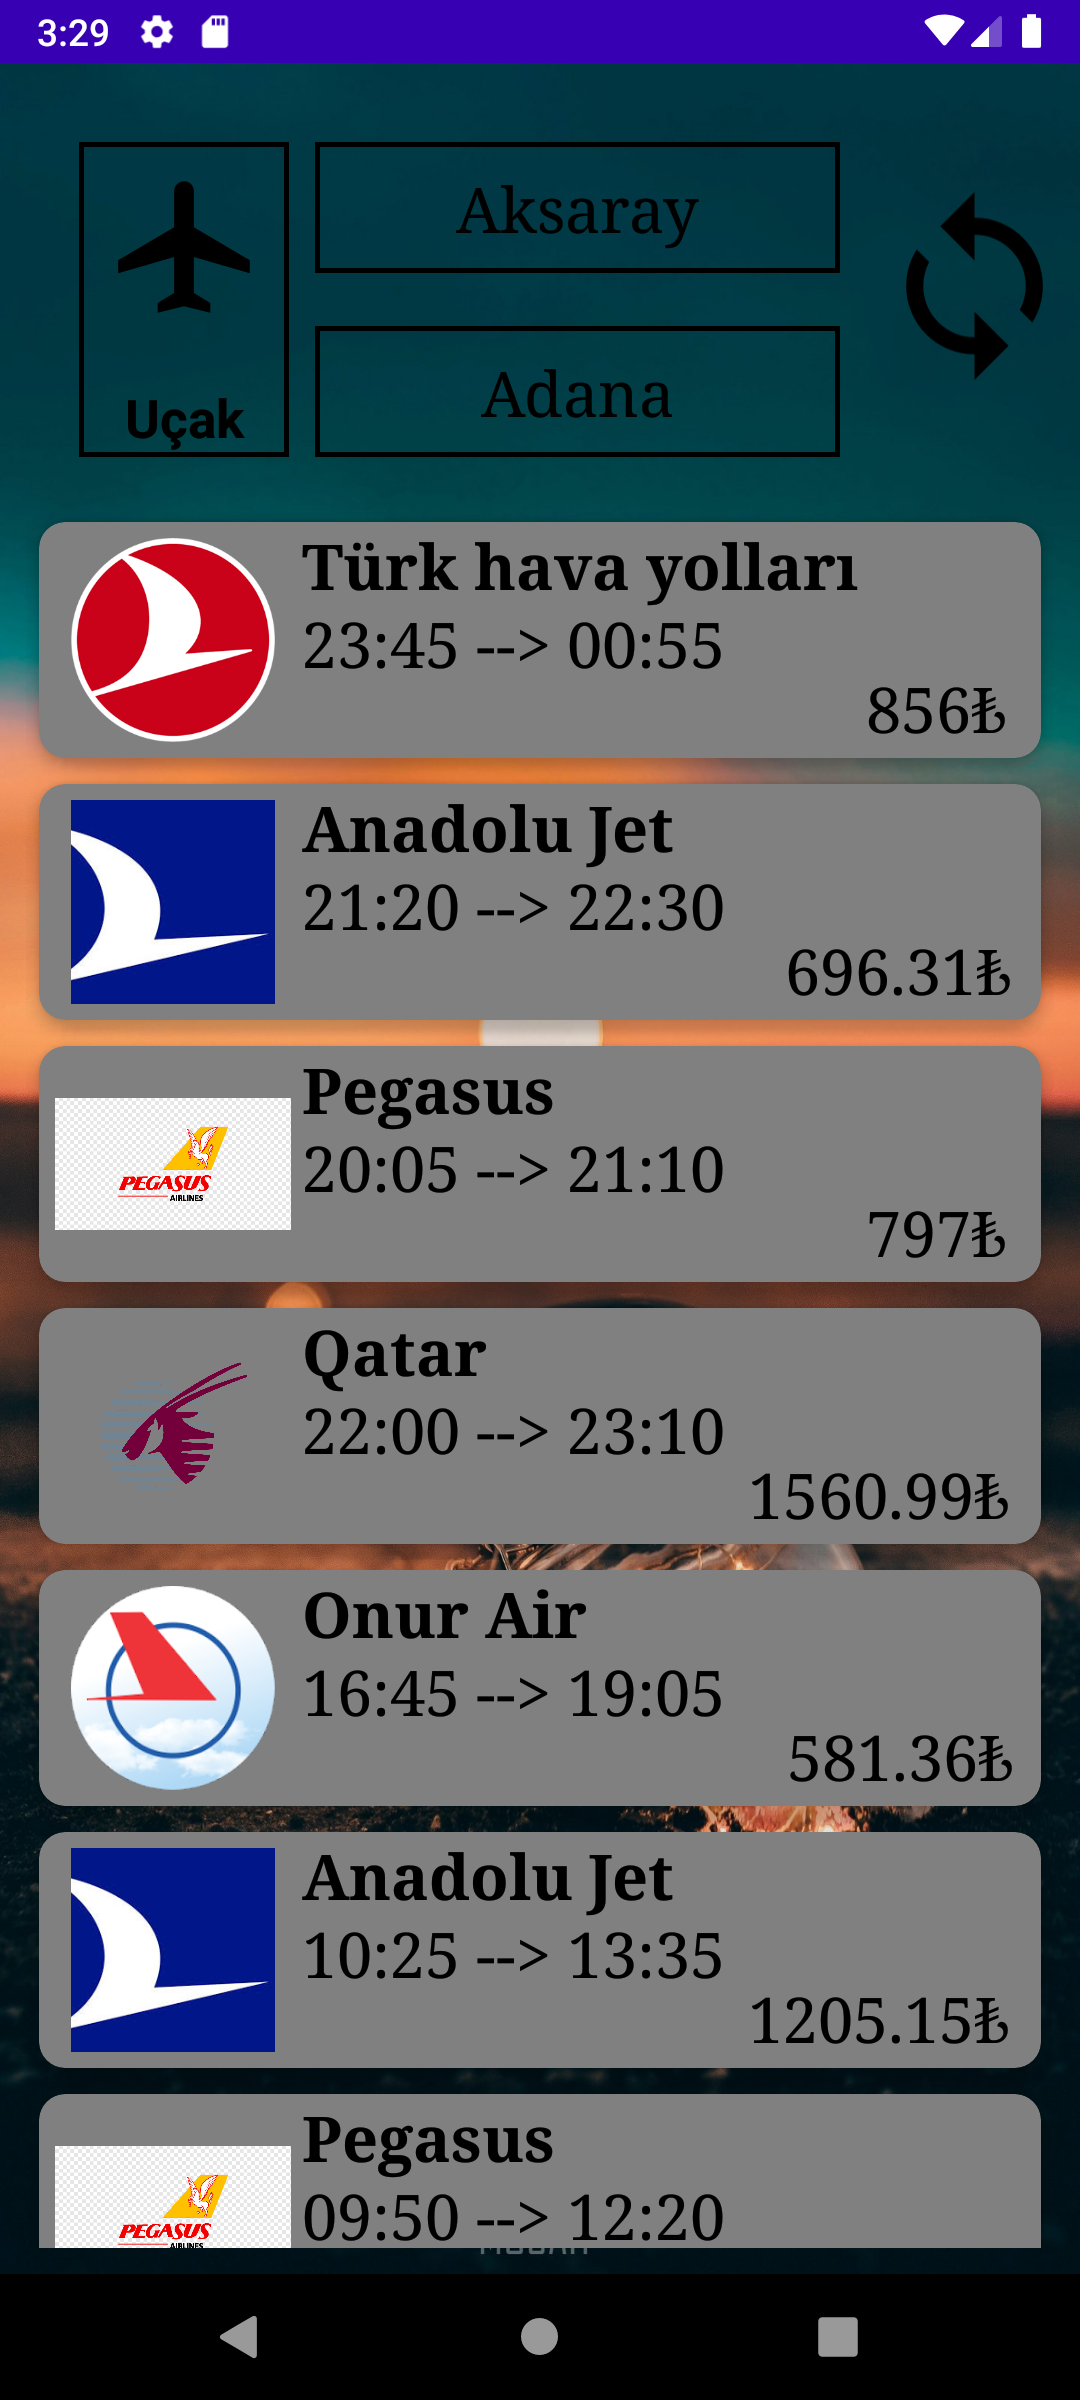 3:29
Aksaray
Adana
Uçak
Türk hava yolları
23:45 --> 00:55
856₺
Anadolu Jet
21:20 --> 22:30
696.31₺
PEGASUS
AIRLINES
Pegasus
20:05 --> 21:10
797₺
Qatar
22:00 --> 23:10
1560.99₺
Onur Air
16:45 --> 19:05
581.36₺
Anadolu Jet
10:25 --> 13:35
1205.15₺
Pegasus
09:50 --> 12:20
PEGASUS
AIRLINES